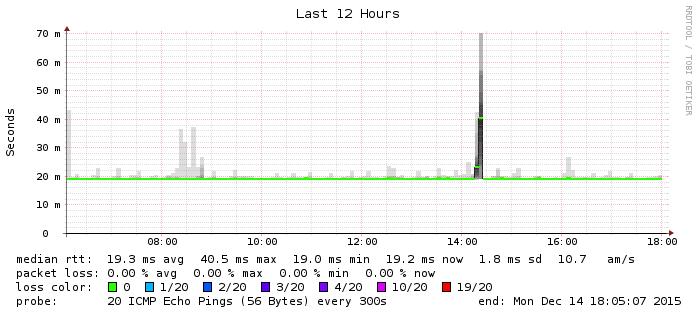 Last 12 Hours
RRDTOOL / TOBI OETIKER
Seconds
70 m
60 m
50 m
40 m
30 m
20 m
10 m
0
08:00 10:00 12:00 14:00 16:00 18:00
median rtt: 19.3 ms avg 40.5 ms max 19.0 ms min 19.2 ms now 1.8 ms sd 10.7 am/s
packet loss: 0.00 % avg 0.00 % max 0.00 % min 0.00 % now
loss color: 0 1/20 2/20 3/20 4/20 10/20 19/20
probe: 20 ICMP Echo Pings (56 Bytes) every 300s end: Mon Dec 14 18:05:07 2015